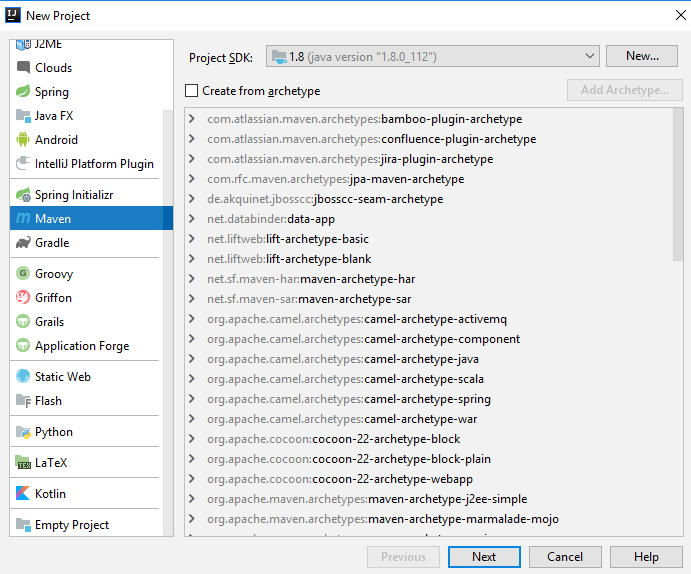 New Project
J2ME
Clouds
Spring
Java FX
Android
IntelliJ Platform Plugin
Spring Initializr
Maven
Gradle
Groovy
Griffon
Grails
Application Forge
Static Web
Flash
Python
LaTeX
Kotlin
Empty Project
Project SDK: 1.8 (java version "1.8.0_112") New...
Create from archetype Add Archetype...
com.atlassian.maven.archetypes:bamboo-plugin-archetype
com.atlassian.maven.archetypes:confluence-plugin-archetype
com.atlassian.maven.archetypes:jira-plugin-archetype
com.rfc.maven.archetypes:jpa-maven-archetype
de.akquinet.jbosscc:jbosscc-seam-archetype
net.databinder:data-app
net.liftweb:lift-archetype-basic
net.liftweb:lift-archetype-blank
net.sf.maven-har:maven-archetype-har
net.sf.maven-sar:maven-archetype-sar
org.apache.camel.archetypes:camel-archetype-activemq
org.apache.camel.archetypes:camel-archetype-component
org.apache.camel.archetypes:camel-archetype-java
org.apache.camel.archetypes:camel-archetype-scala
org.apache.camel.archetypes:camel-archetype-spring
org.apache.camel.archetypes:camel-archetype-war
org.apache.cocoon:cocoon-22-archetype-block
org.apache.cocoon:cocoon-22-archetype-block-plain
org.apache.cocoon:cocoon-22-archetype-webapp
org.apache.maven.archetypes:maven-archetype-j2ee-simple
org.apache.maven.archetypes:maven-archetype-marmalade-mojo
Previous Next Cancel Help